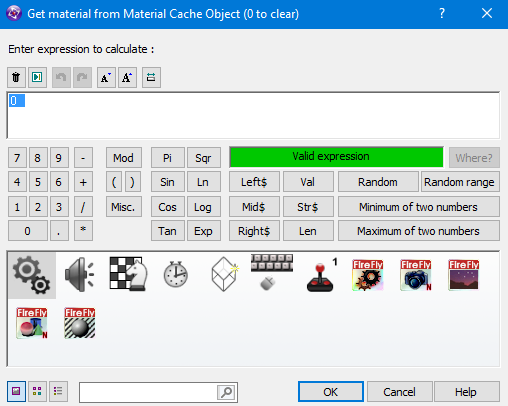 Get material from Material Cache Object (0 to clear)
?
Enter expression to calculate :
A A
0
7 8 9 - Mod Pi Sqr Valid expression Where?
4 5 6 + ( ) Sin Ln Left$ Val Random Random range
1 2 3 / Misc. Cos Log Mid$ Str$ Minimum of two numbers
0 . * Tan Exp Right$ Len Maximum of two numbers
1 FIREFLY FIREFLY N FIREFLY
FIREFLY N FIREFLY
OK Cancel Help